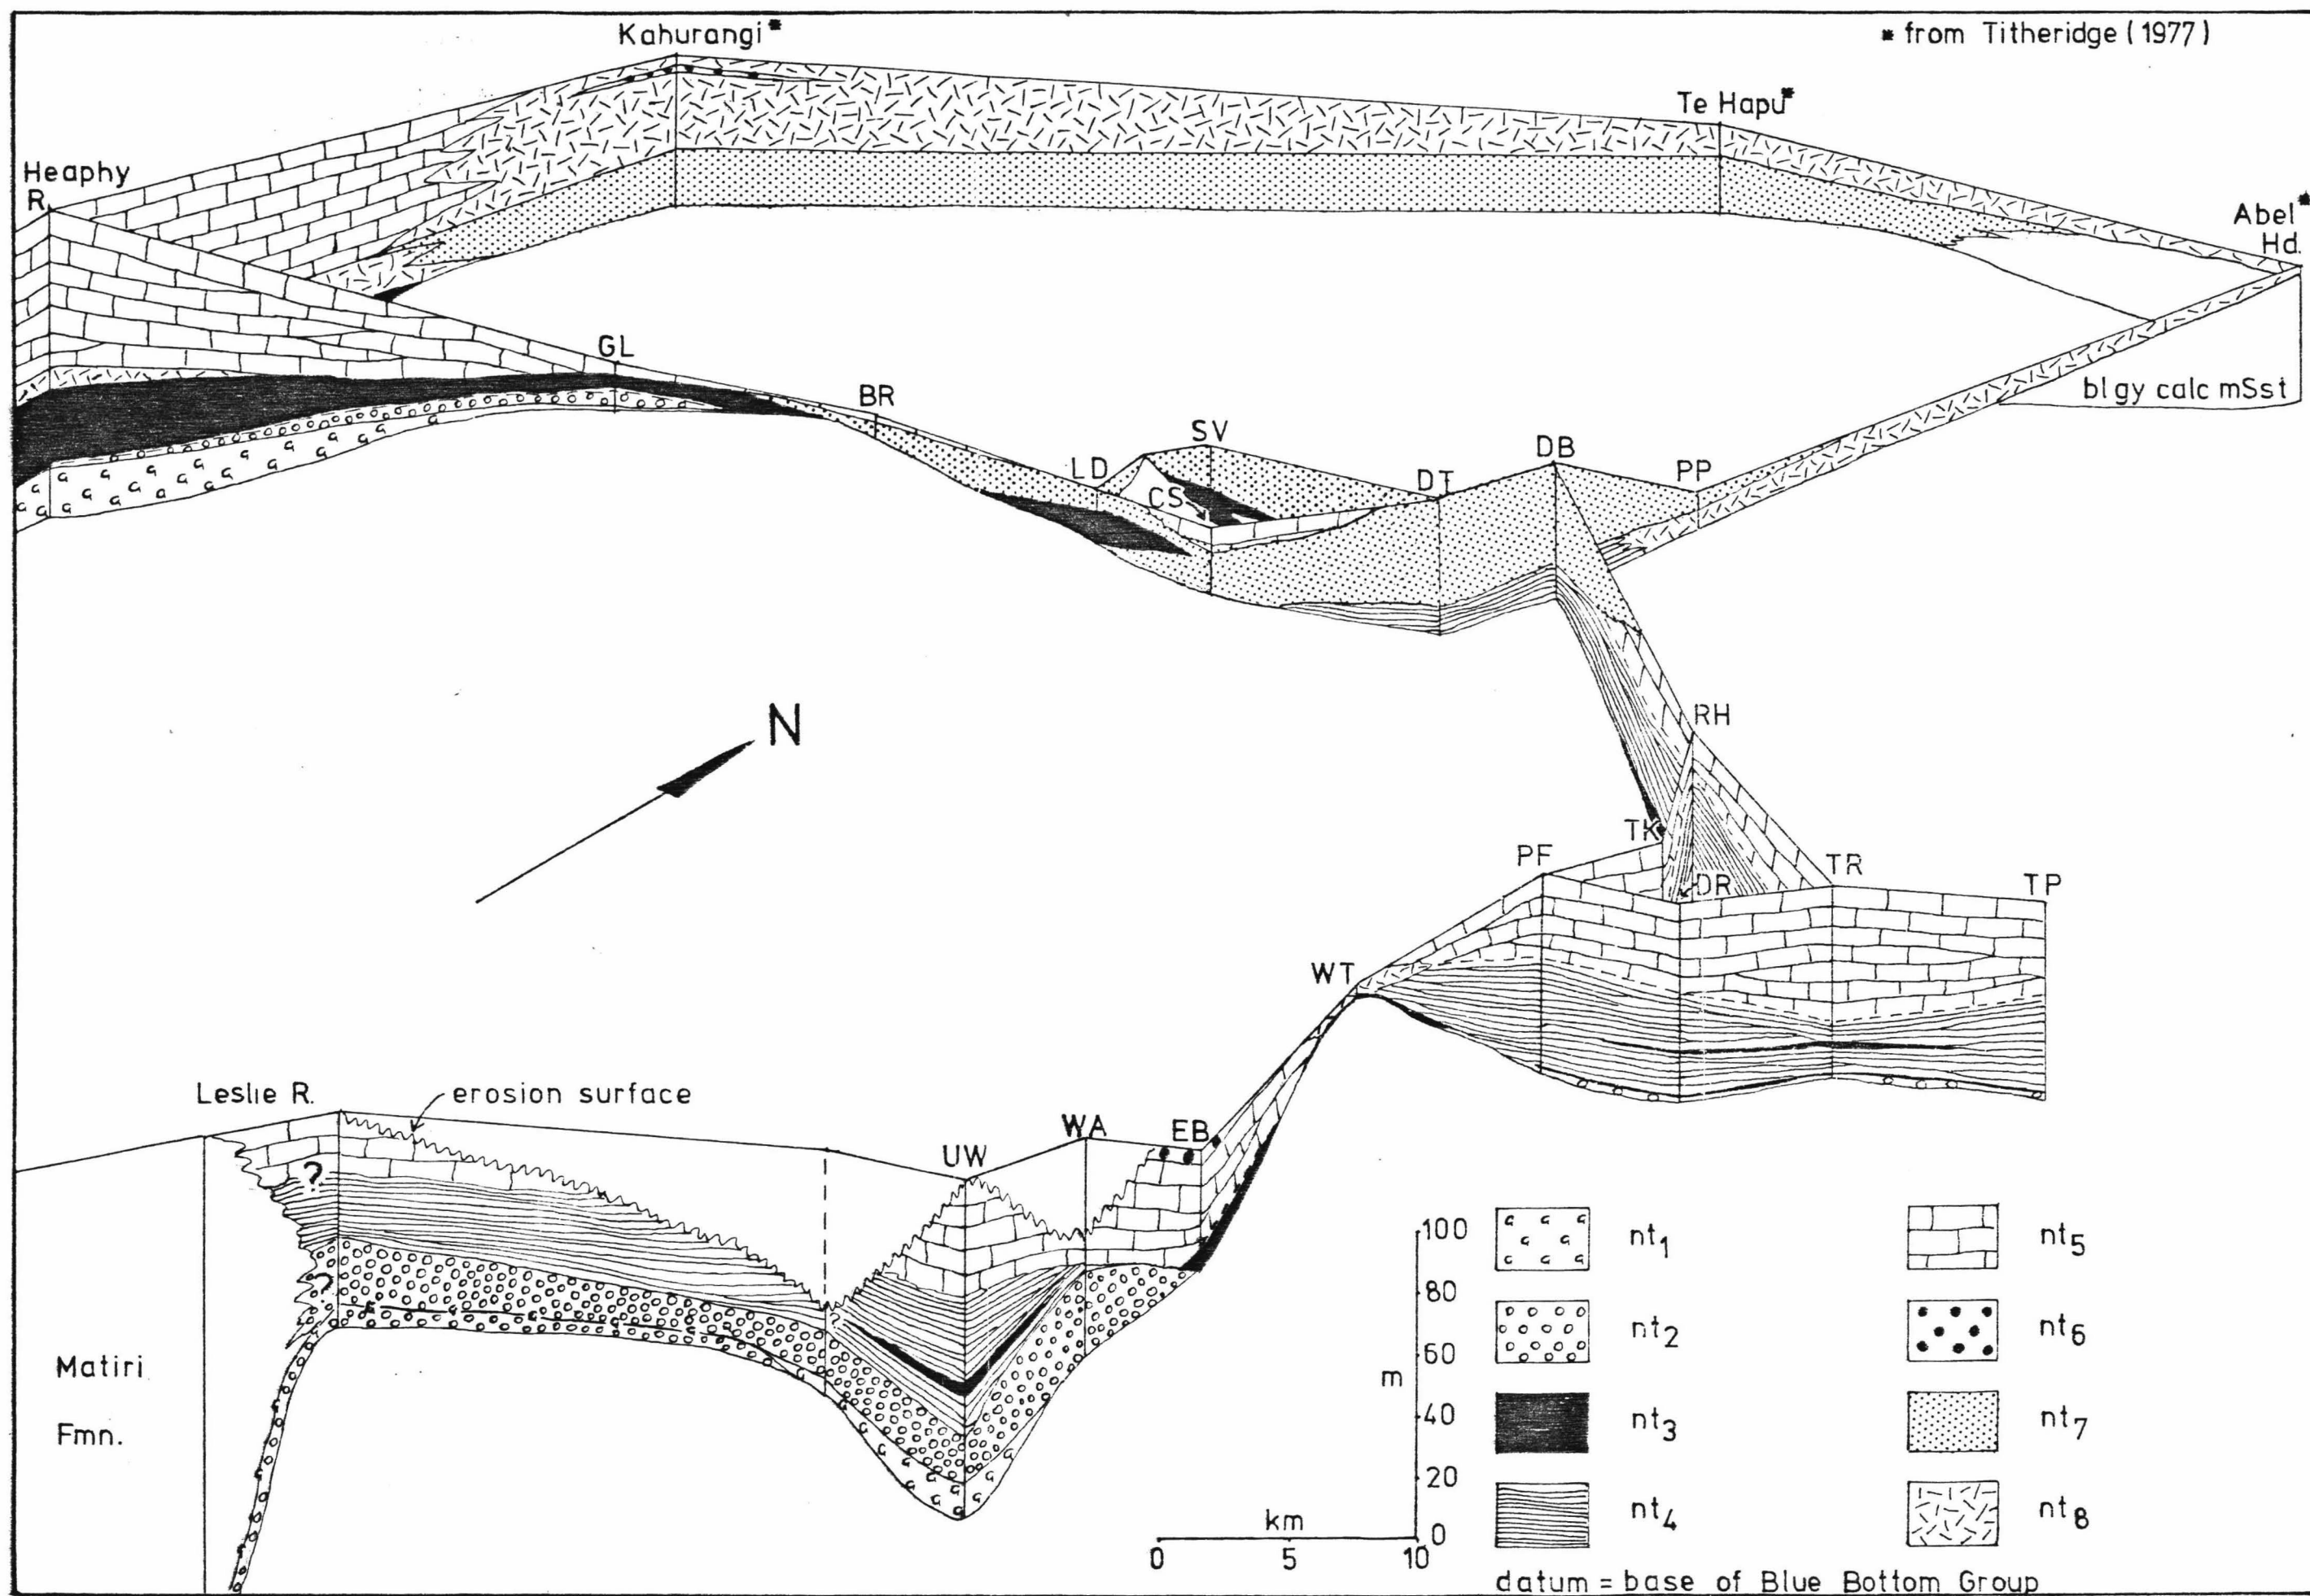 Kahurangi*
* from Titheridge (1977)
Te Hapu*
Heaphy
R.
Abel*
Hd.
GL
BR
blgy calc mSst
SV
LD
DB
CS
DT
PP
N
RH
TK
PF
DR
TR
TP
WT
Leslie R.
erosion surface
UW
WA
EB
?
?
?
Matiri
Fmn.
100
80
60
m
40
20
0
km
0 5 10
nt1
nt2
nt3
nt4
nt5
nt6
nt7
nt8
datum = base of Blue Bottom Group